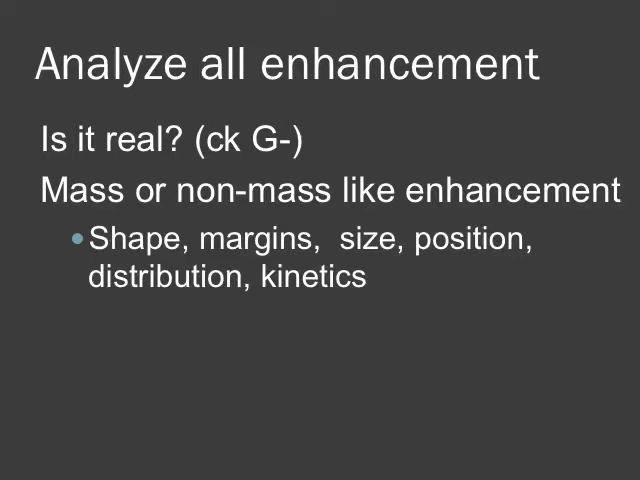 Analyze all enhancement
Is it real? (ck G-)
Mass or non-mass like enhancement
•Shape, margins,  size, position,
distribution, kinetics